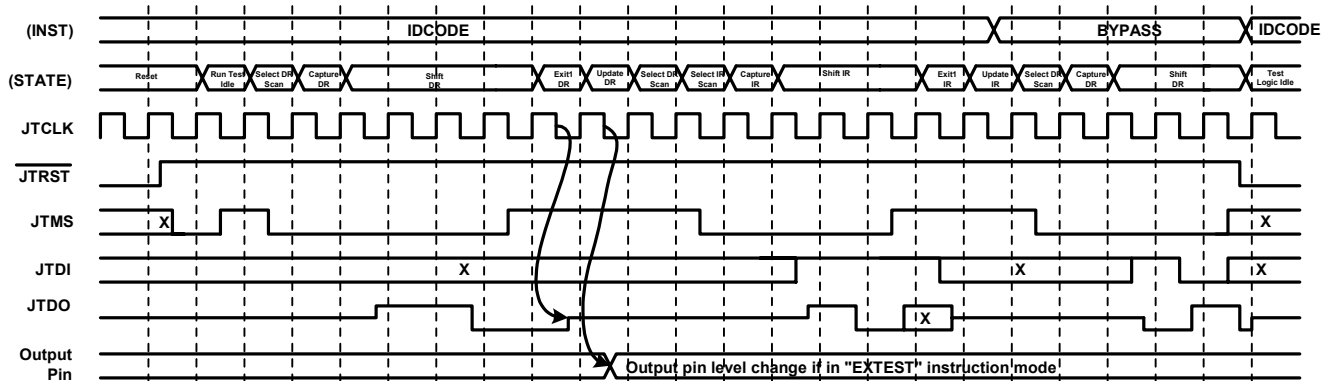 (INST)
IDCODE
BYPASS
IDCODE
(STATE)
Reset
Run Test
Idle
Select DR
Scan
Capture
DR
Shift
DR
Exit1
DR
Update
DR
Select DR
Scan
Select IR
Scan
Capture
IR
Shift IR
Exit1
IR
Update
IR
Select DR
Scan
Capture
DR
Shift
DR
Test
Logic Idle
JTCLK
JTRST
JTMS
X
X
JTDI
X
X
X
JTDO
X
Output
Pin
Output pin level change if in "EXTEST" instruction mode